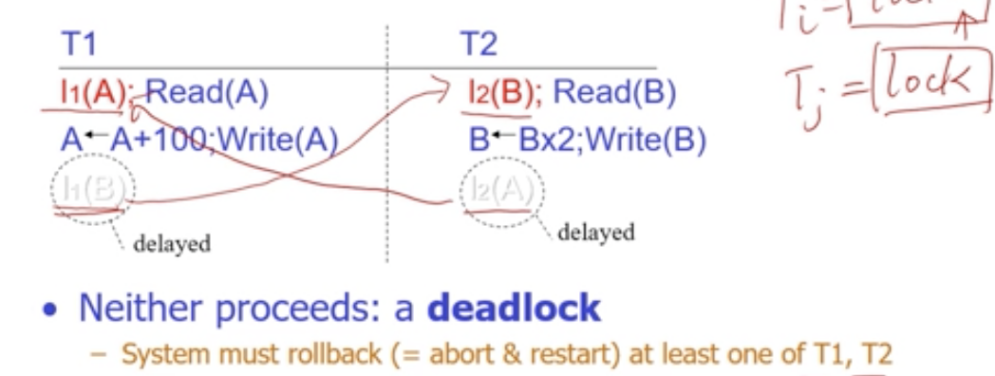 T1 T2
l1(A); Read(A) l2(B); Read(B)
A←A+100;Write(A) B←Bx2;Write(B)
l1(B) l2(A)
delayed delayed
Tj = lock
• Neither proceeds: a deadlock
– System must rollback (= abort & restart) at least one of T1, T2